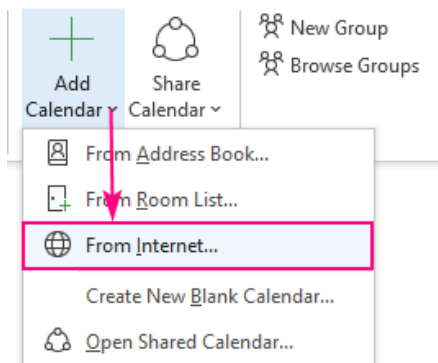 Add
Calendar
Share
Calendar
New Group
Browse Groups
From Address Book...
From Room List...
From Internet...
Create New Blank Calendar...
Open Shared Calendar...